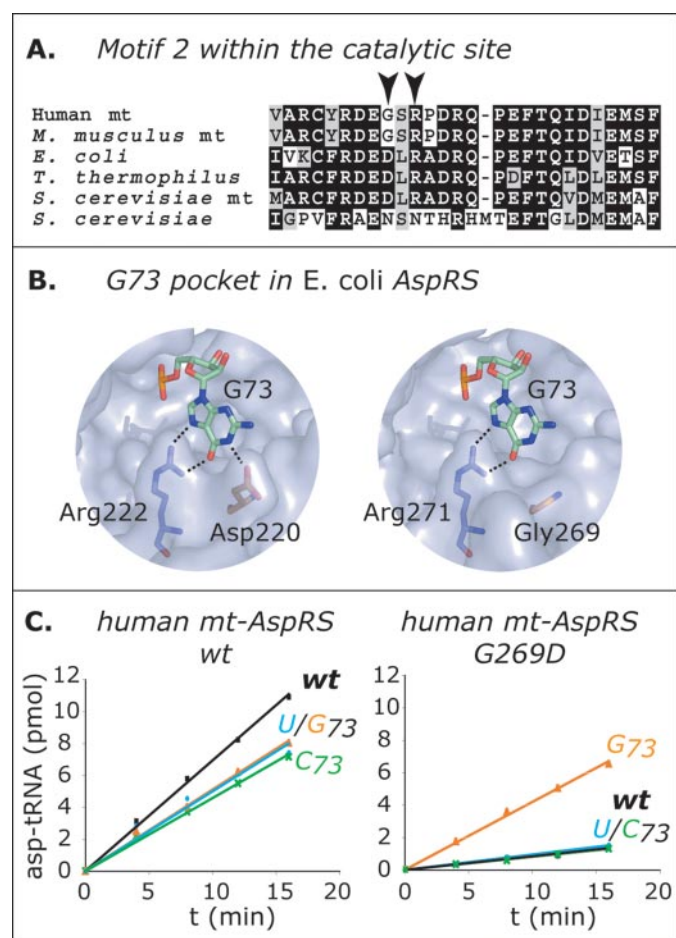 A. Motif 2 within the catalytic site
Human mt VARCYRDEGSRPDRQ-PEFTQIDIEMSF
M. musculus mt VARCYRDEGSRPDRQ-PEFTQIDIEMSF
E. coli IVKCFRDEDLRADRQ-PEFTQIDVETSF
T. thermophilus IARCFRDEDLRADRQ-PDFTQLDLEMSF
S. cerevisiae mt MARCFRDEDLRADRQ-PEFTQVDMEMAF
S. cerevisiae IGPVFRAENSNTHRHMTEFTGLDMEMAF
B. G73 pocket in E. coli AspRS
G73 G73
Arg222 Asp220 Arg271 Gly269
C. human mt-AspRS human mt-AspRS
wt G269D
asp-tRNA (pmol)
12
10
8
6
4
2
0
0 5 10 15 20
t (min)
wt
U/G73
C73
12
10
8
6
4
2
0
0 5 10 15 20
t (min)
G73
wt
U/C73